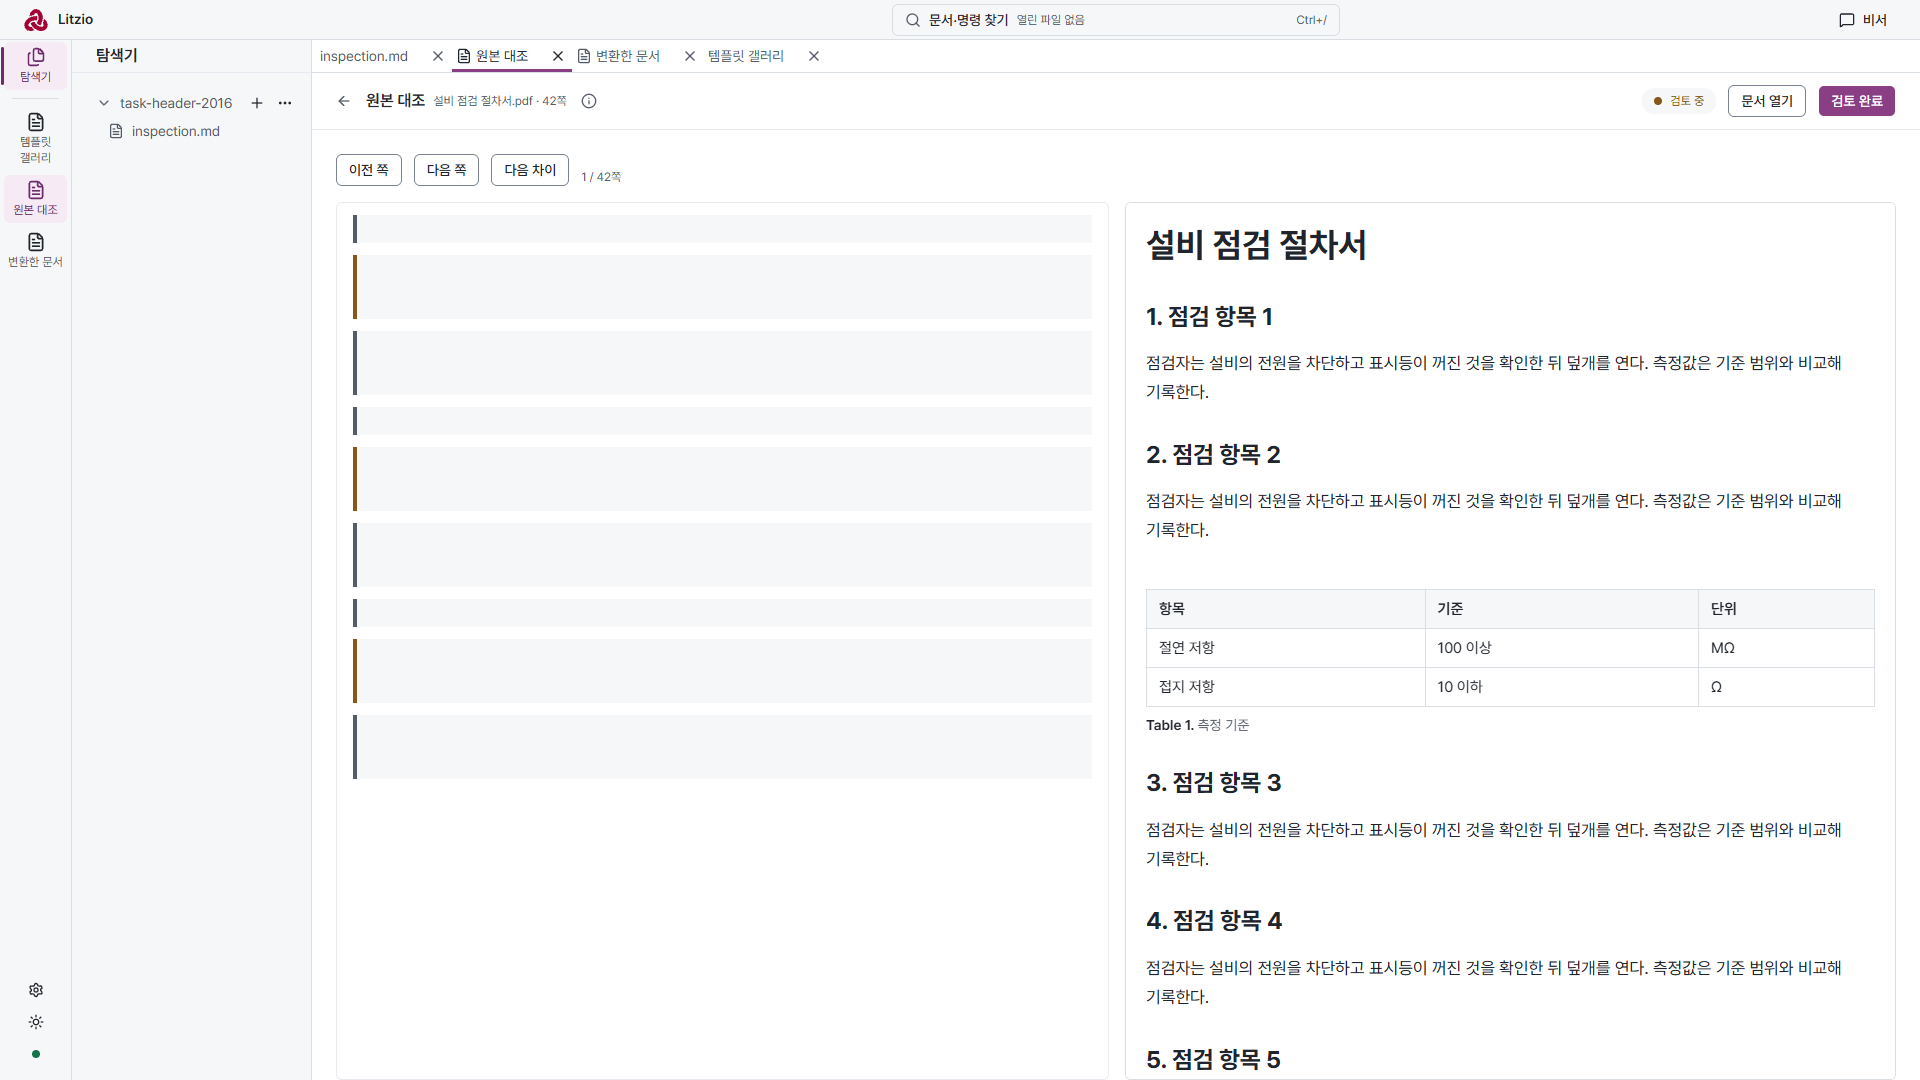 Litzio
문서·명령 찾기 열린 파일 없음 Ctrl+/
비서
탐색기
템플릿
갤러리
원본 대조
변환한 문서
탐색기
task-header-2016
inspection.md
inspection.md
원본 대조
변환한 문서
템플릿 갤러리
원본 대조 설비 점검 절차서.pdf · 42쪽
검토 중
문서 열기
검토 완료
이전 쪽
다음 쪽
다음 차이
1 / 42쪽
설비 점검 절차서
1. 점검 항목 1
점검자는 설비의 전원을 차단하고 표시등이 꺼진 것을 확인한 뒤 덮개를 연다. 측정값은 기준 범위와 비교해
기록한다.
2. 점검 항목 2
점검자는 설비의 전원을 차단하고 표시등이 꺼진 것을 확인한 뒤 덮개를 연다. 측정값은 기준 범위와 비교해
기록한다.
항목 기준 단위
절연 저항 100 이상 MΩ
접지 저항 10 이하 Ω
Table 1. 측정 기준
3. 점검 항목 3
점검자는 설비의 전원을 차단하고 표시등이 꺼진 것을 확인한 뒤 덮개를 연다. 측정값은 기준 범위와 비교해
기록한다.
4. 점검 항목 4
점검자는 설비의 전원을 차단하고 표시등이 꺼진 것을 확인한 뒤 덮개를 연다. 측정값은 기준 범위와 비교해
기록한다.
5. 점검 항목 5